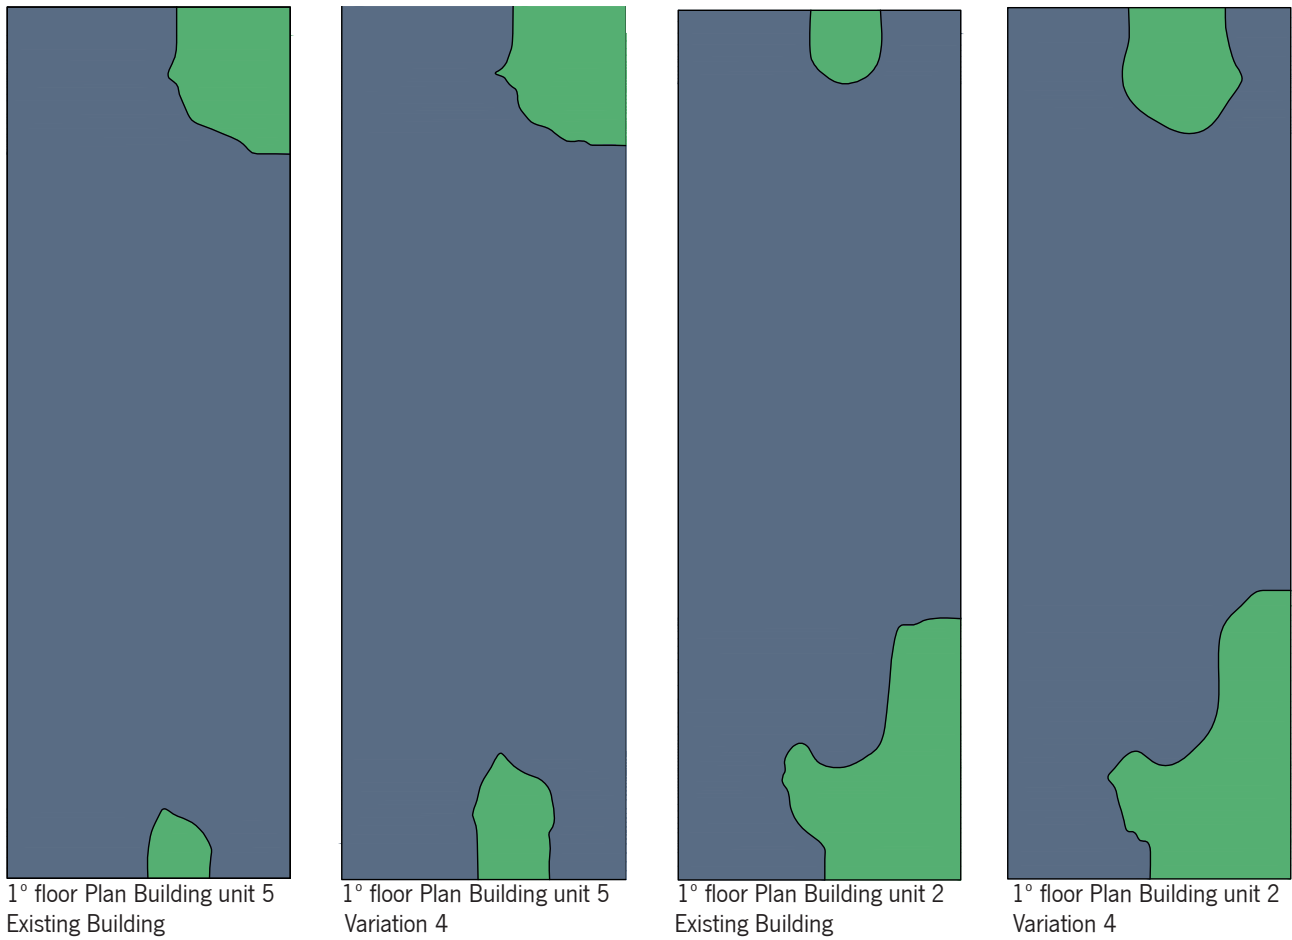 1° floor Plan Building unit 5
Existing Building
1° floor Plan Building unit 5
Variation 4
1° floor Plan Building unit 2
Existing Building
1° floor Plan Building unit 2
Variation 4